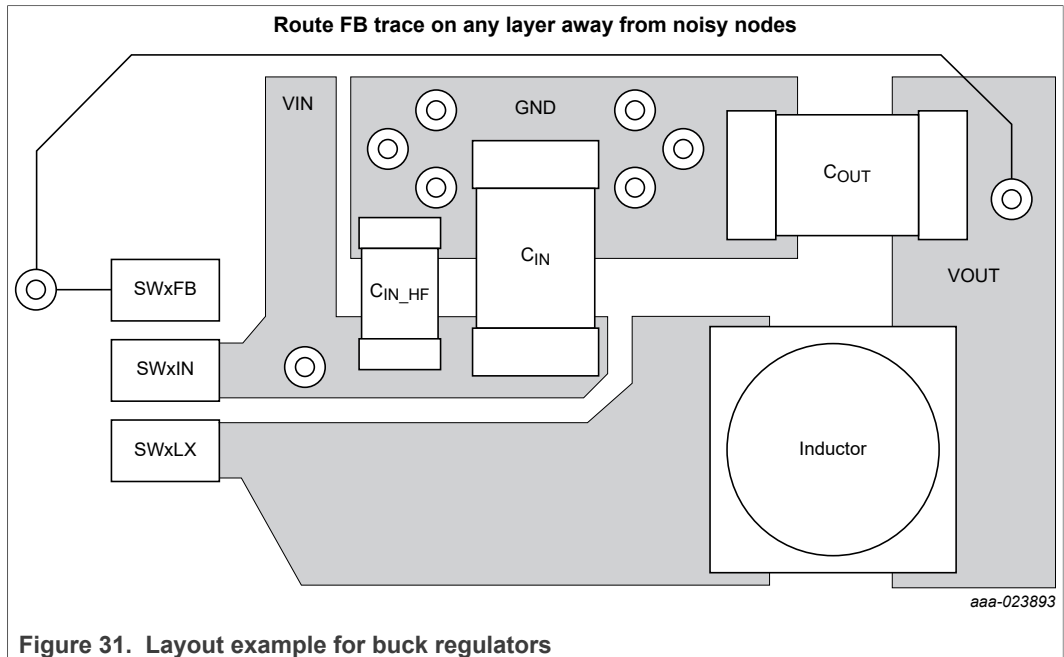 Route FB trace on any layer away from noisy nodes
VIN
GND
COUT
CIN
CIN_HF
SWxFB
VOUT
SWxIN
SWxLX
Inductor
aaa-023893
Figure 31. Layout example for buck regulators